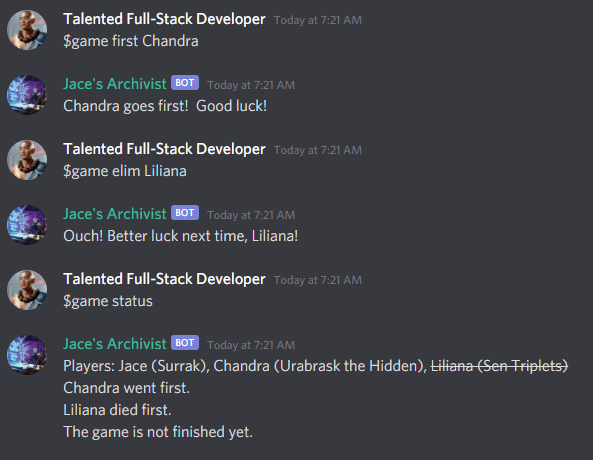 Talented Full-Stack Developer Today at 7:21 AM
$game first Chandra
Jace's Archivist BOT Today at 7:21 AM
Chandra goes first! Good luck!
Talented Full-Stack Developer Today at 7:21 AM
$game elim Liliana
Jace's Archivist BOT Today at 7:21 AM
Ouch! Better luck next time, Liliana!
Talented Full-Stack Developer Today at 7:21 AM
$game status
Jace's Archivist BOT Today at 7:21 AM
Players: Jace (Surrak), Chandra (Urabrask the Hidden), Liliana (Sen Triplets)
Chandra went first.
Liliana died first.
The game is not finished yet.